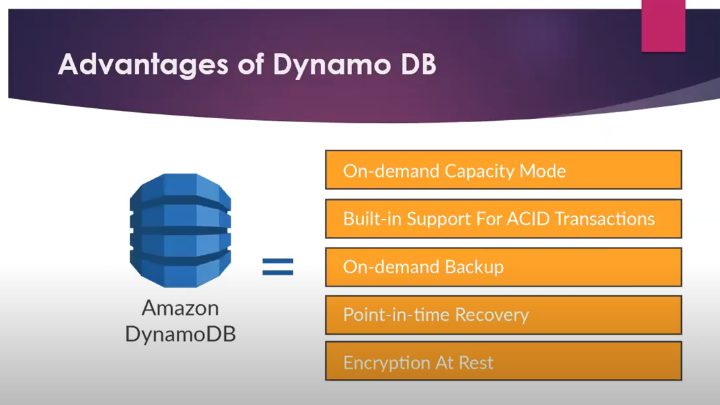 Advantages of Dynamo DB
On-demand Capacity Mode
Built-in Support For ACID Transactions
=
On-demand Backup
Amazon
DynamoDB
Point-in-time Recovery
Encryption At Rest